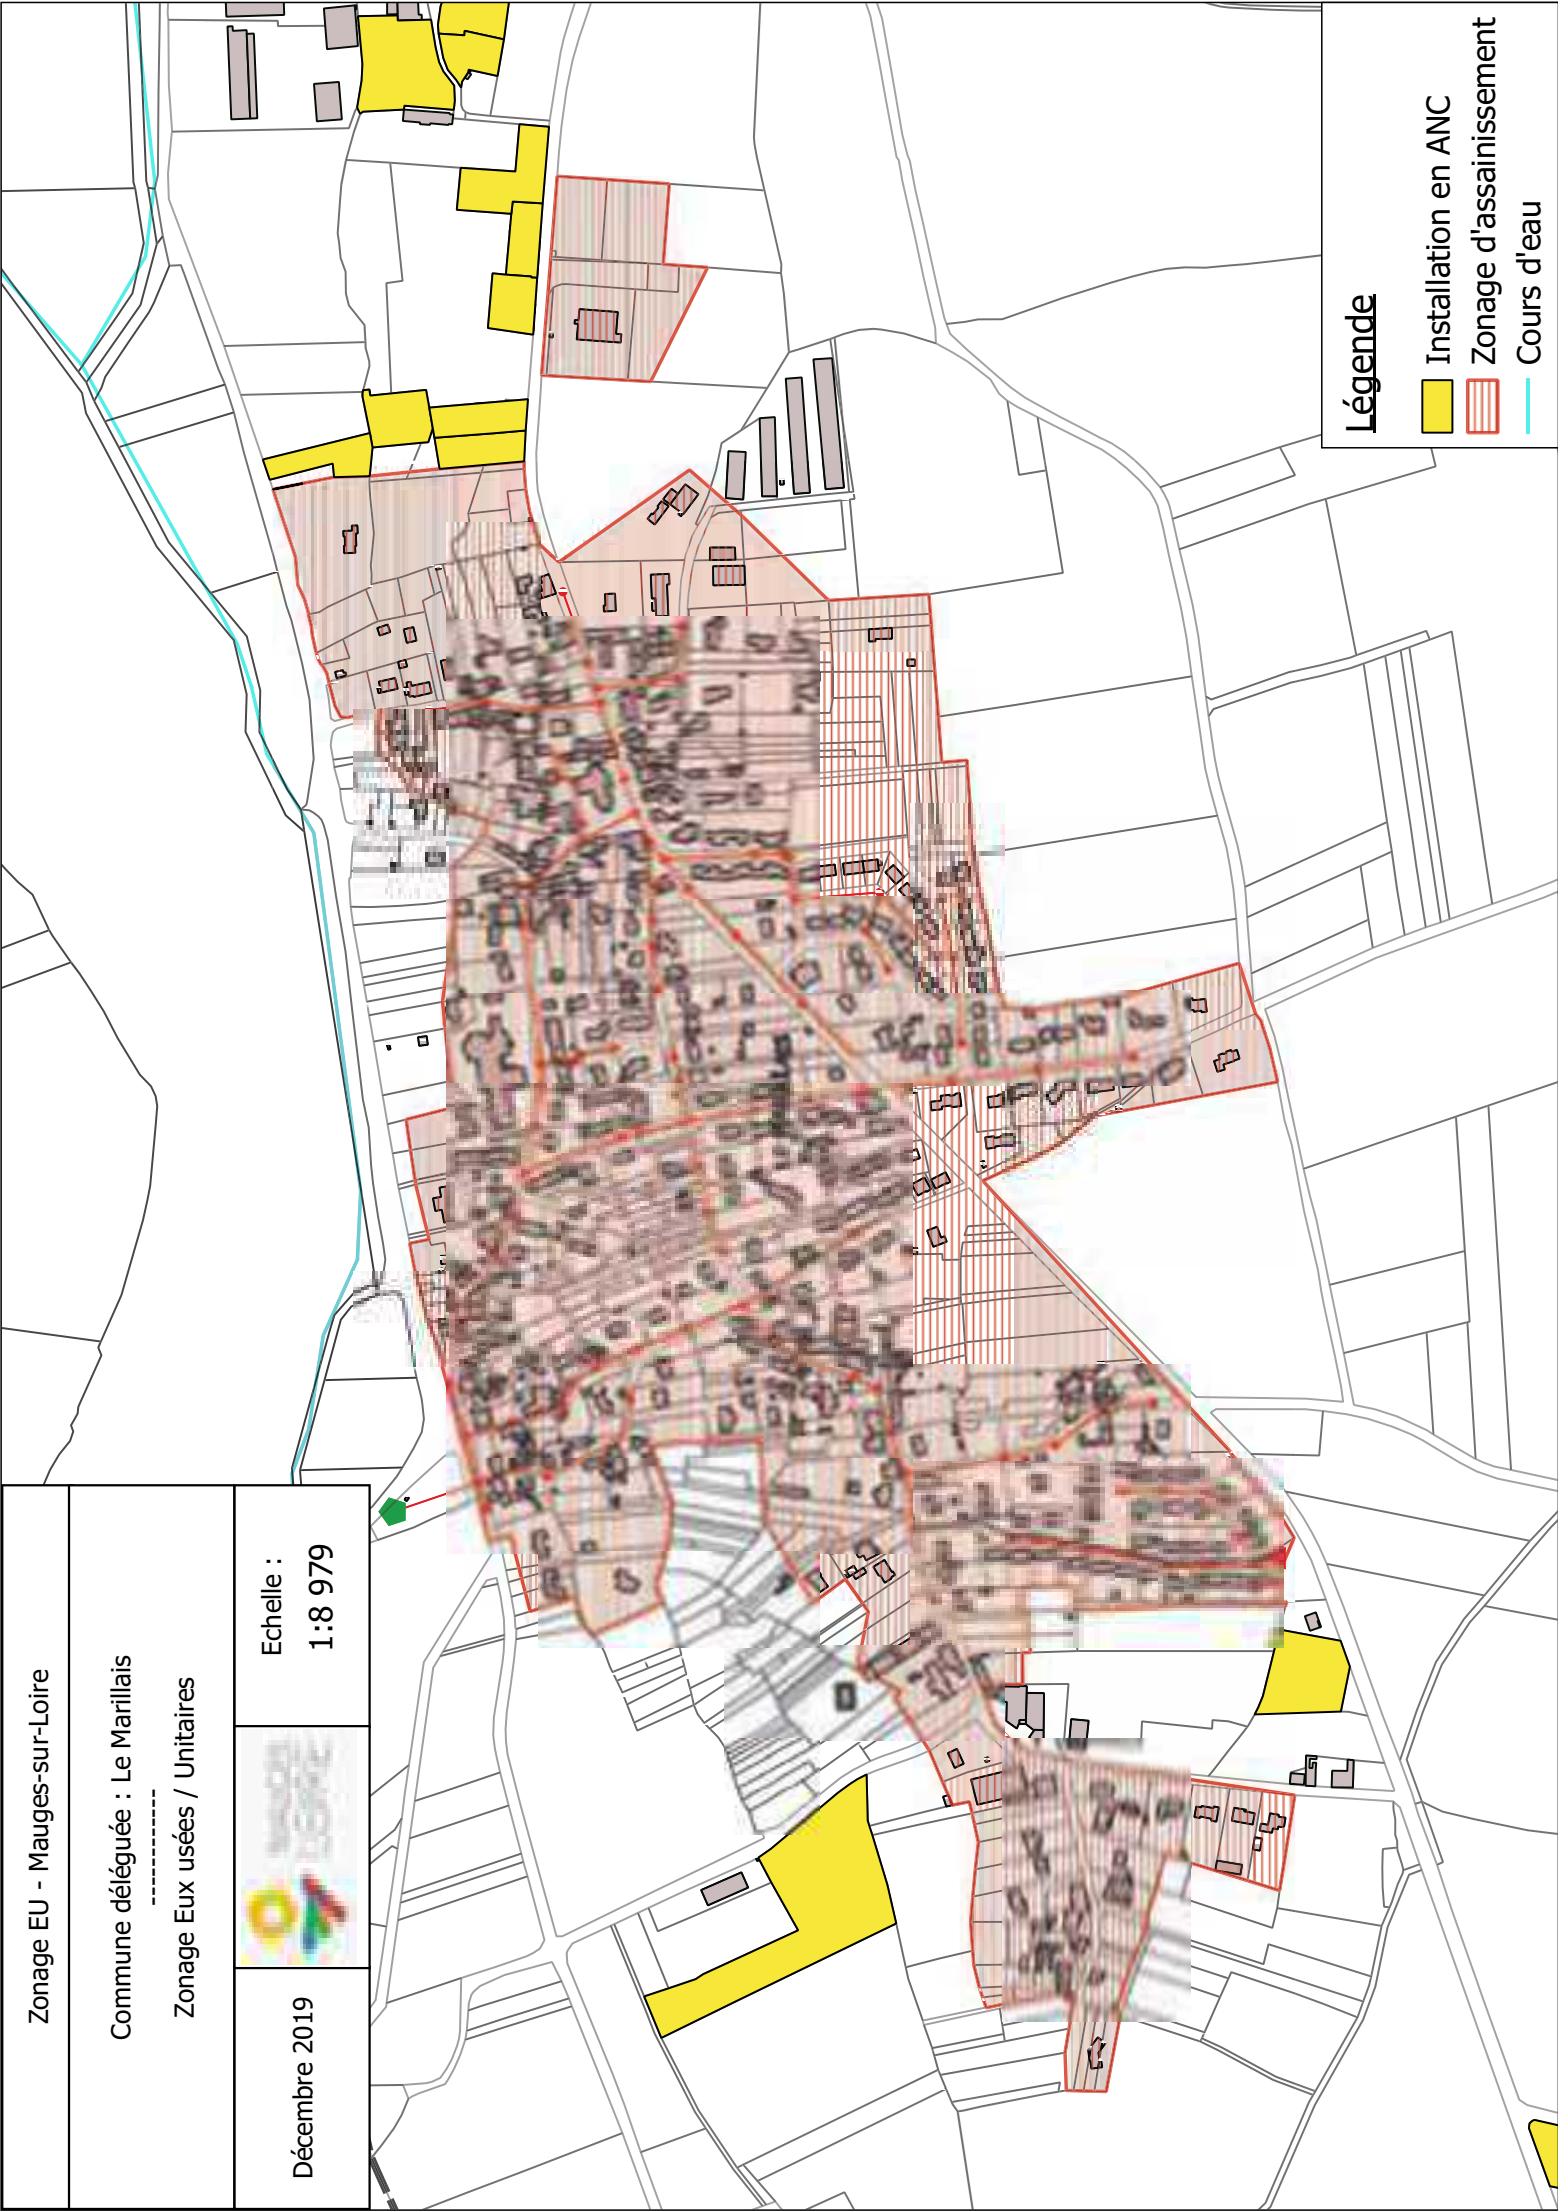 Zonage EU - Mauges-sur-Loire
Commune déléguée : Le Marillais
------------
Zonage Eux usées / Unitaires
Décembre 2019
Echelle :
1:8 979
Légende
Installation en ANC
Zonage d'assainissement
Cours d'eau